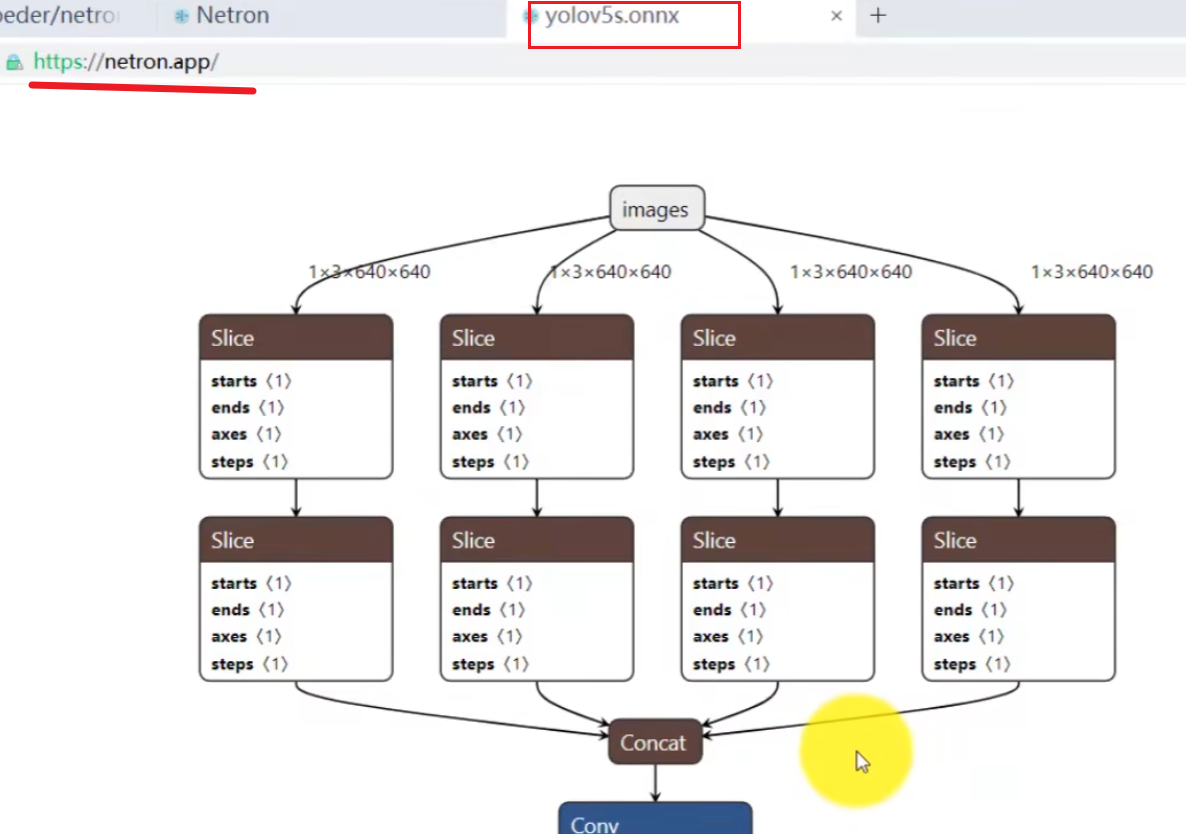 oeder/netro Netron yolov5s.onnx × +
https://netron.app/
images
1×3×640×640 1×3×640×640 1×3×640×640 1×3×640×640
Slice Slice Slice Slice
starts 〈1〉 starts 〈1〉 starts 〈1〉 starts 〈1〉
ends 〈1〉 ends 〈1〉 ends 〈1〉 ends 〈1〉
axes 〈1〉 axes 〈1〉 axes 〈1〉 axes 〈1〉
steps 〈1〉 steps 〈1〉 steps 〈1〉 steps 〈1〉
Slice Slice Slice Slice
starts 〈1〉 starts 〈1〉 starts 〈1〉 starts 〈1〉
ends 〈1〉 ends 〈1〉 ends 〈1〉 ends 〈1〉
axes 〈1〉 axes 〈1〉 axes 〈1〉 axes 〈1〉
steps 〈1〉 steps 〈1〉 steps 〈1〉 steps 〈1〉
Concat
Conv